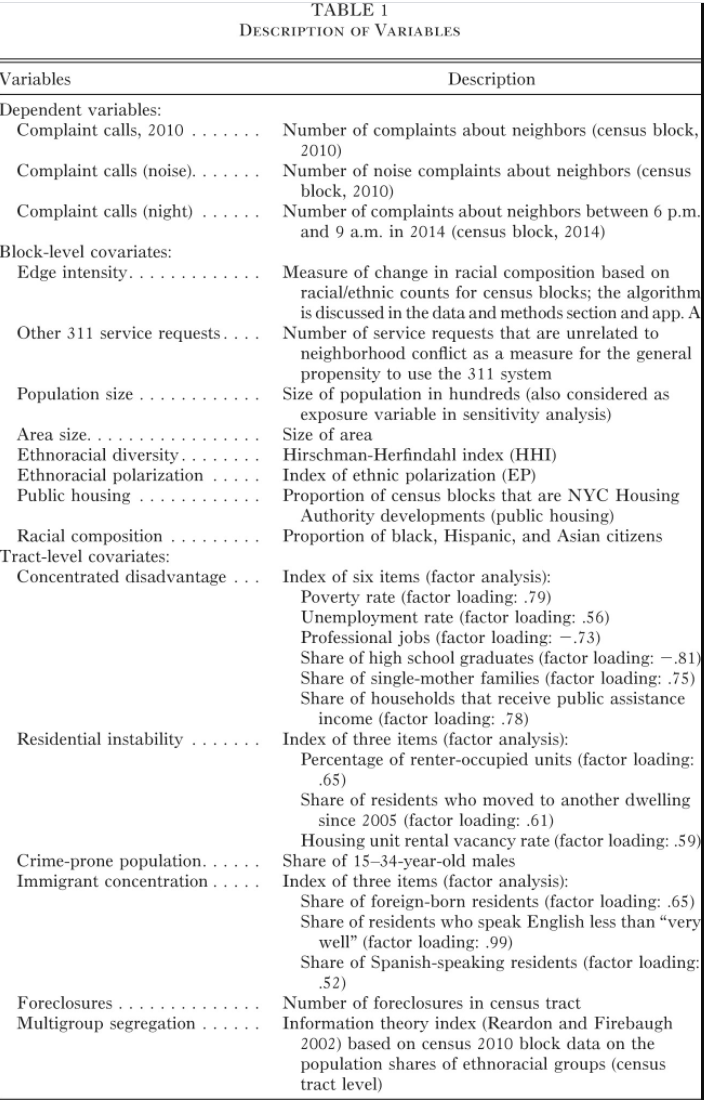 TABLE 1
Description of Variables
Variables Description
Dependent variables:
Complaint calls, 2010 . . . . . . . Number of complaints about neighbors (census block,
2010)
Complaint calls (noise). . . . . . . Number of noise complaints about neighbors (census
block, 2010)
Complaint calls (night) . . . . . . Number of complaints about neighbors between 6 p.m.
and 9 a.m. in 2014 (census block, 2014)
Block-level covariates:
Edge intensity. . . . . . . . . . . . . Measure of change in racial composition based on
racial/ethnic counts for census blocks; the algorithm
is discussed in the data and methods section and app. A
Other 311 service requests . . . . Number of service requests that are unrelated to
neighborhood conflict as a measure for the general
propensity to use the 311 system
Population size . . . . . . . . . . . . Size of population in hundreds (also considered as
exposure variable in sensitivity analysis)
Area size. . . . . . . . . . . . . . . . . Size of area
Ethnoracial diversity . . . . . . . . Hirschman-Herfindahl index (HHI)
Ethnoracial polarization . . . . . Index of ethnic polarization (EP)
Public housing . . . . . . . . . . . . Proportion of census blocks that are NYC Housing
Authority developments (public housing)
Racial composition . . . . . . . . . Proportion of black, Hispanic, and Asian citizens
Tract-level covariates:
Concentrated disadvantage . . . Index of six items (factor analysis):
Poverty rate (factor loading: .79)
Unemployment rate (factor loading: .56)
Professional jobs (factor loading: −.73)
Share of high school graduates (factor loading: −.81)
Share of single-mother families (factor loading: .75)
Share of households that receive public assistance
income (factor loading: .78)
Residential instability . . . . . . . Index of three items (factor analysis):
Percentage of renter-occupied units (factor loading:
.65)
Share of residents who moved to another dwelling
since 2005 (factor loading: .61)
Housing unit rental vacancy rate (factor loading: .59)
Crime-prone population. . . . . . Share of 15–34-year-old males
Immigrant concentration . . . . . Index of three items (factor analysis):
Share of foreign-born residents (factor loading: .65)
Share of residents who speak English less than “very
well” (factor loading: .99)
Share of Spanish-speaking residents (factor loading:
.52)
Foreclosures . . . . . . . . . . . . . . Number of foreclosures in census tract
Multigroup segregation . . . . . . Information theory index (Reardon and Firebaugh
2002) based on census 2010 block data on the
population shares of ethnoracial groups (census
tract level)